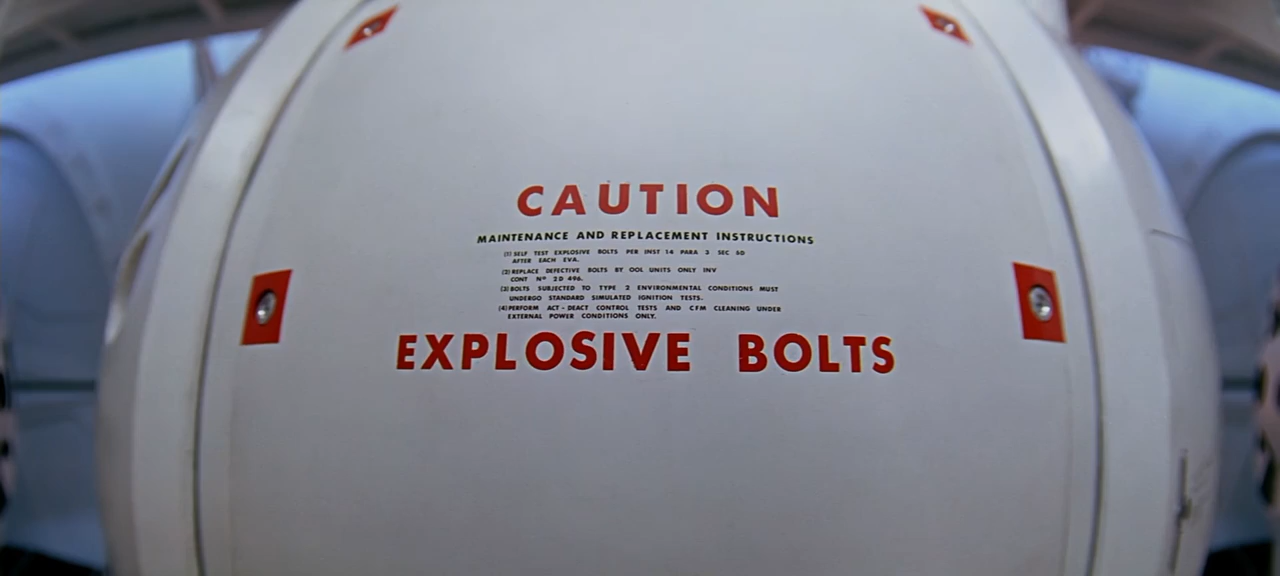 CAUTION
MAINTENANCE AND REPLACEMENT INSTRUCTIONS
(1) SELF TEST EXPLOSIVE BOLTS PER INST 14 PARA 3 SEC 6D
AFTER EACH EVA.
(2) REPLACE DEFECTIVE BOLTS BY OOL UNITS ONLY INV
CONT Nº 2D 496.
(3) BOLTS SUBJECTED TO TYPE 2 ENVIRONMENTAL CONDITIONS MUST
UNDERGO STANDARD SIMULATED IGNITION TESTS.
(4) PERFORM ACT-DEACT CONTROL TESTS AND CFM CLEANING UNDER
EXTERNAL POWER CONDITIONS ONLY.
EXPLOSIVE BOLTS